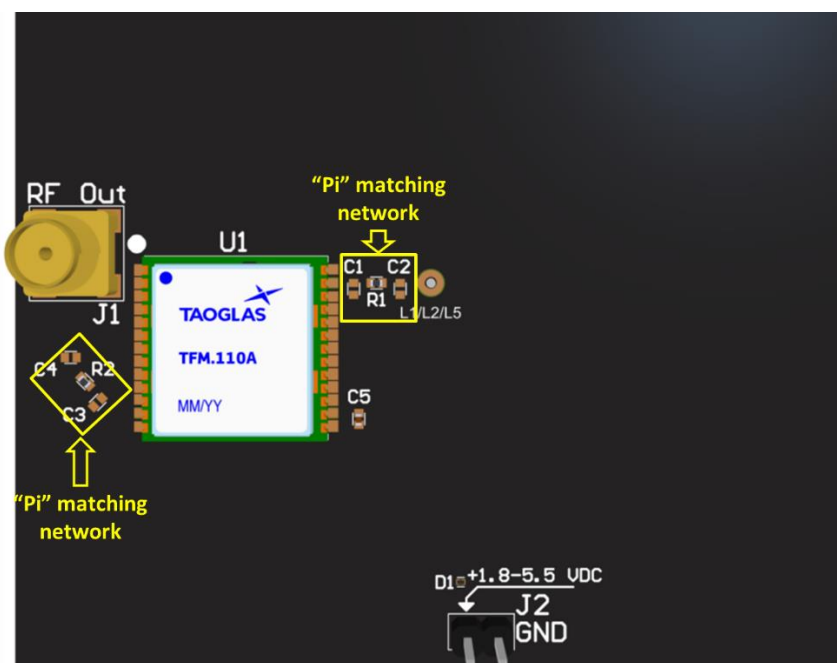 “Pi” matching
network
RF Out
U1
C1 C2
R1
J1
L1/L2/L5
TAOGLAS
TFM.110A
MM/YY
C4 R2
C3
C5
“Pi” matching
network
D1 +1.8-5.5 VDC
J2
GND